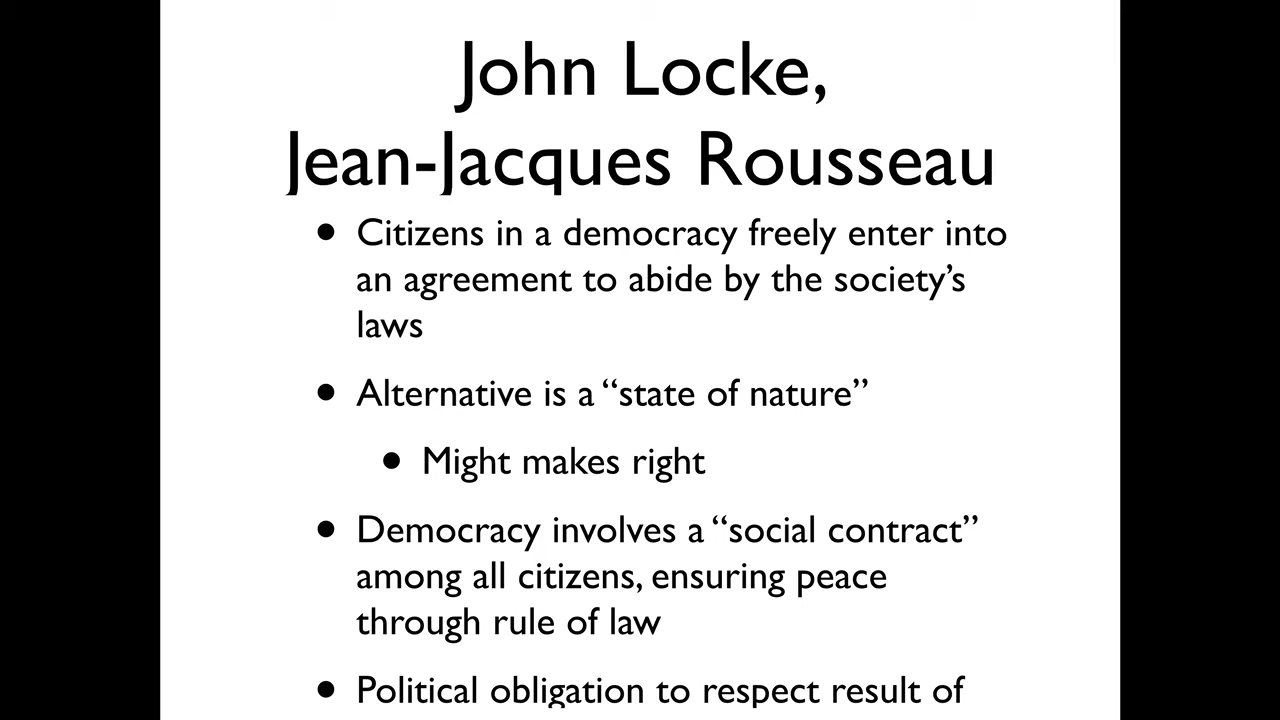 John Locke,
Jean-Jacques Rousseau
• Citizens in a democracy freely enter into
an agreement to abide by the society’s
laws
• Alternative is a “state of nature”
• Might makes right
• Democracy involves a “social contract”
among all citizens, ensuring peace
through rule of law
• Political obligation to respect result of